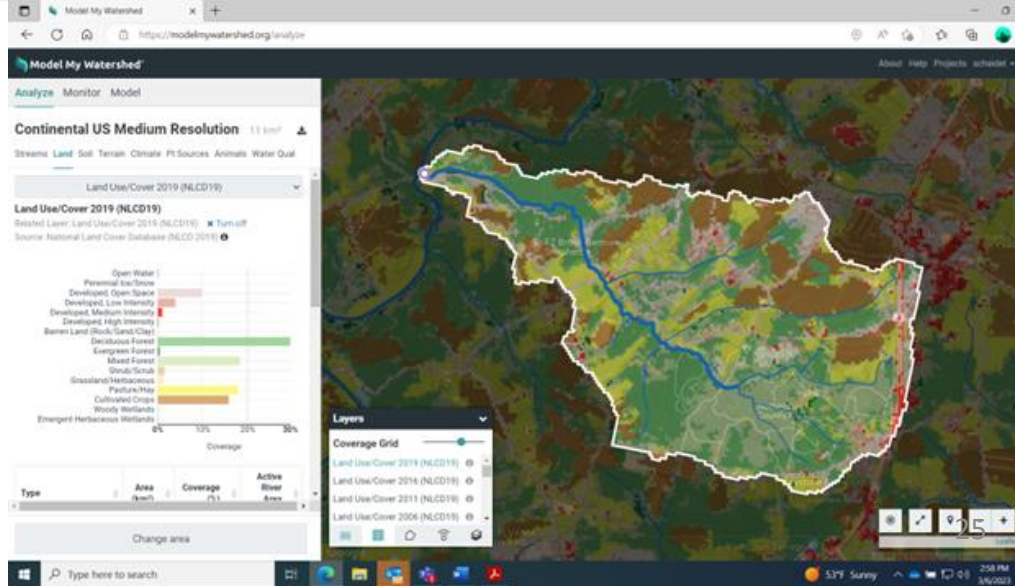 Model My Watershed
https://modelmywatershed.org/analyze
Model My Watershed
About Help Projects
Analyze Monitor Model
Continental US Medium Resolution 11 km²
Streams Land Soil Terrain Climate Pt Sources Animals Water Qual
Land Use/Cover 2019 (NLCD19)
Land Use/Cover 2019 (NLCD19)
Related Layer: Land Use/Cover 2019 (NLCD19) Turn off
Source: National Land Cover Database (NLCD 2019)
Open Water
Perennial Ice/Snow
Developed, Open Space
Developed, Low Intensity
Developed, Medium Intensity
Developed, High Intensity
Barren Land (Rock/Sand/Clay)
Deciduous Forest
Evergreen Forest
Mixed Forest
Shrub/Scrub
Grassland/Herbaceous
Pasture/Hay
Cultivated Crops
Woody Wetlands
Emergent Herbaceous Wetlands
0% 10% 20% 30%
Coverage
Type Area (km²) Coverage (%) Active River Area
Change area
Layers
Coverage Grid
Land Use/Cover 2019 (NLCD19)
Land Use/Cover 2016 (NLCD19)
Land Use/Cover 2011 (NLCD19)
Land Use/Cover 2006 (NLCD19)
25
Type here to search
53°F Sunny
2:58 PM
3/6/2023